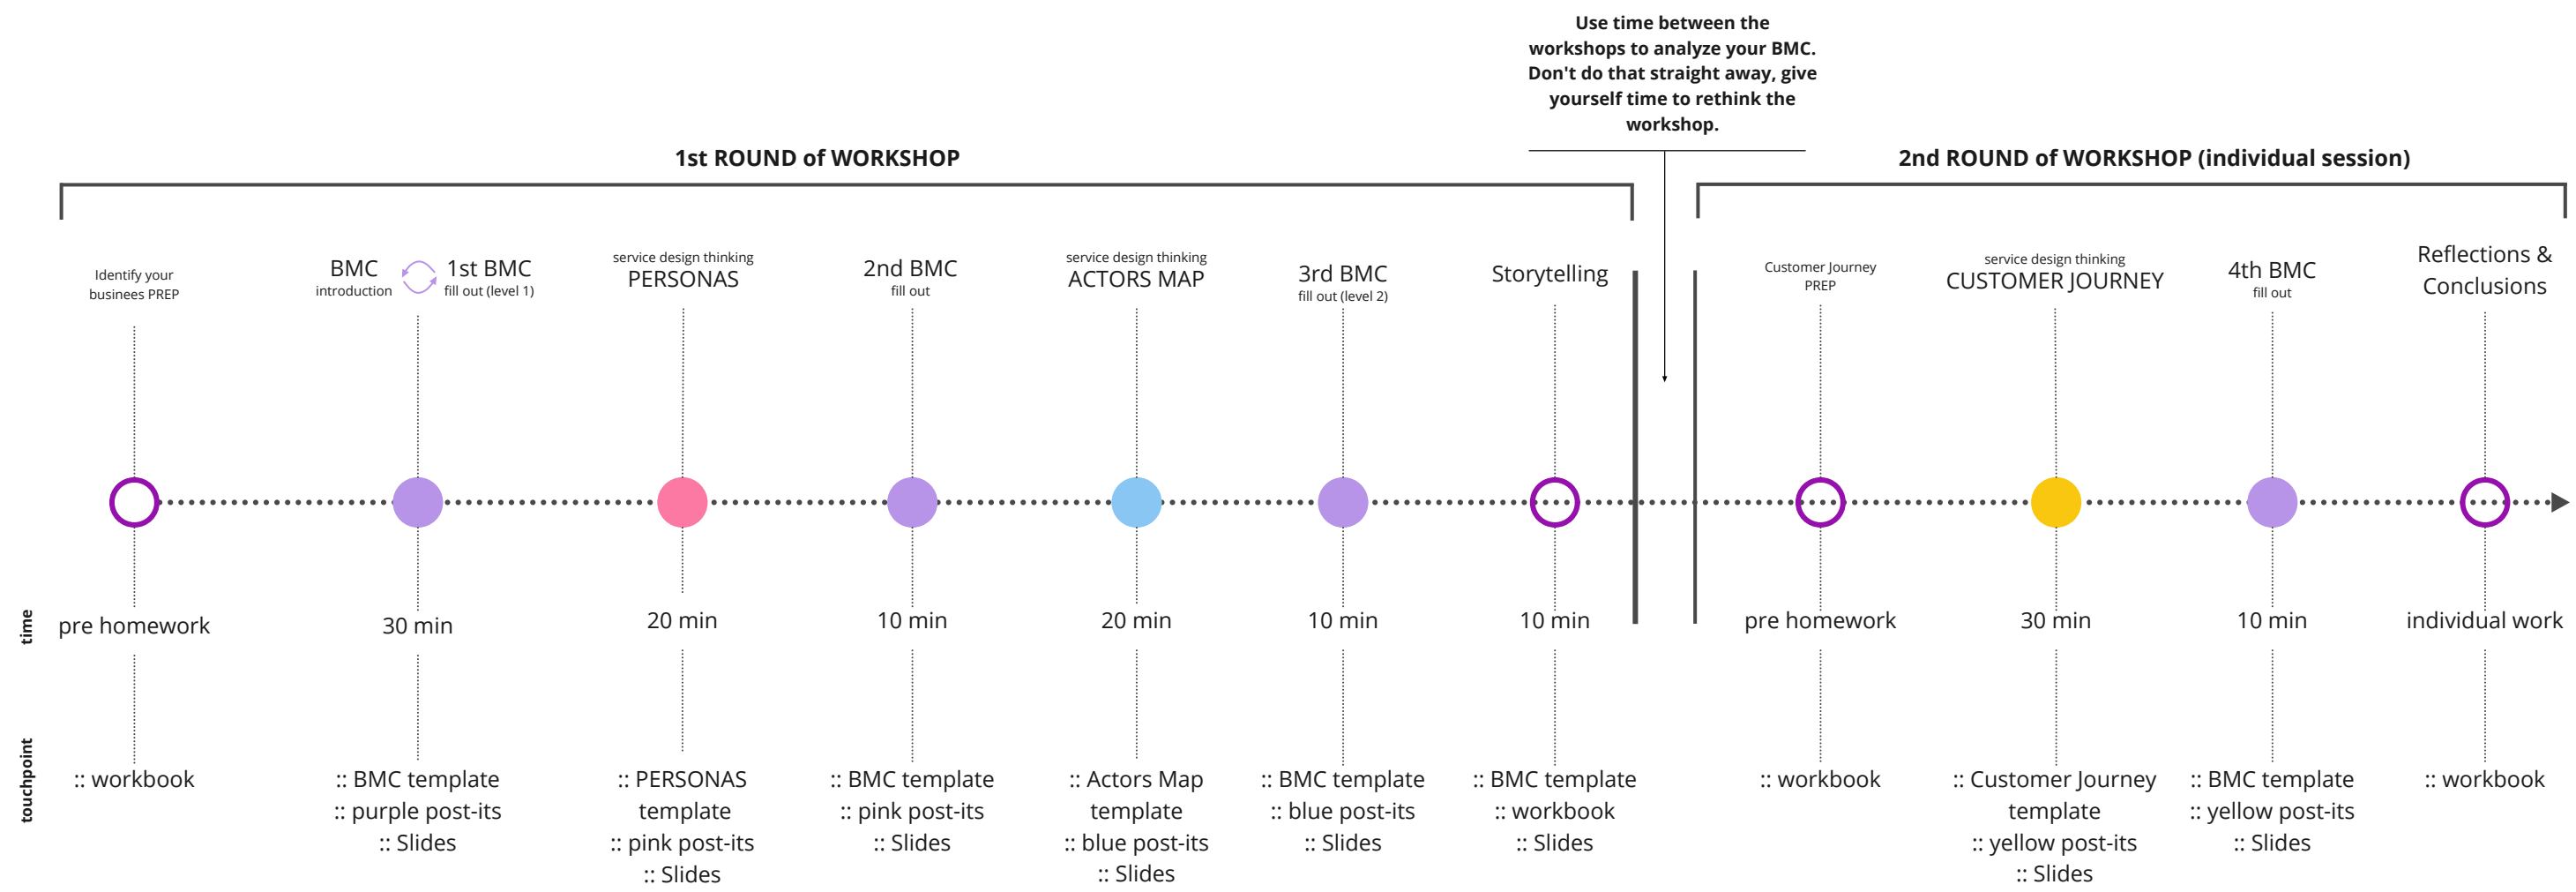 Use time between the
workshops to analyze your BMC.
Don't do that straight away, give
yourself time to rethink the
workshop.
1st ROUND of WORKSHOP
2nd ROUND of WORKSHOP (individual session)
Identify your
businees PREP
BMC
introduction
1st BMC
fill out (level 1)
service design thinking
PERSONAS
2nd BMC
fill out
service design thinking
ACTORS MAP
3rd BMC
fill out (level 2)
Storytelling
Customer Journey
PREP
service design thinking
CUSTOMER JOURNEY
4th BMC
fill out
Reflections &
Conclusions
time
pre homework
30 min
20 min
10 min
20 min
10 min
10 min
pre homework
30 min
10 min
individual work
touchpoint
:: workbook
:: BMC template
:: purple post-its
:: Slides
:: PERSONAS
template
:: pink post-its
:: Slides
:: BMC template
:: pink post-its
:: Slides
:: Actors Map
template
:: blue post-its
:: Slides
:: BMC template
:: blue post-its
:: Slides
:: BMC template
:: workbook
:: Slides
:: workbook
:: Customer Journey
template
:: yellow post-its
:: Slides
:: BMC template
:: yellow post-its
:: Slides
:: workbook